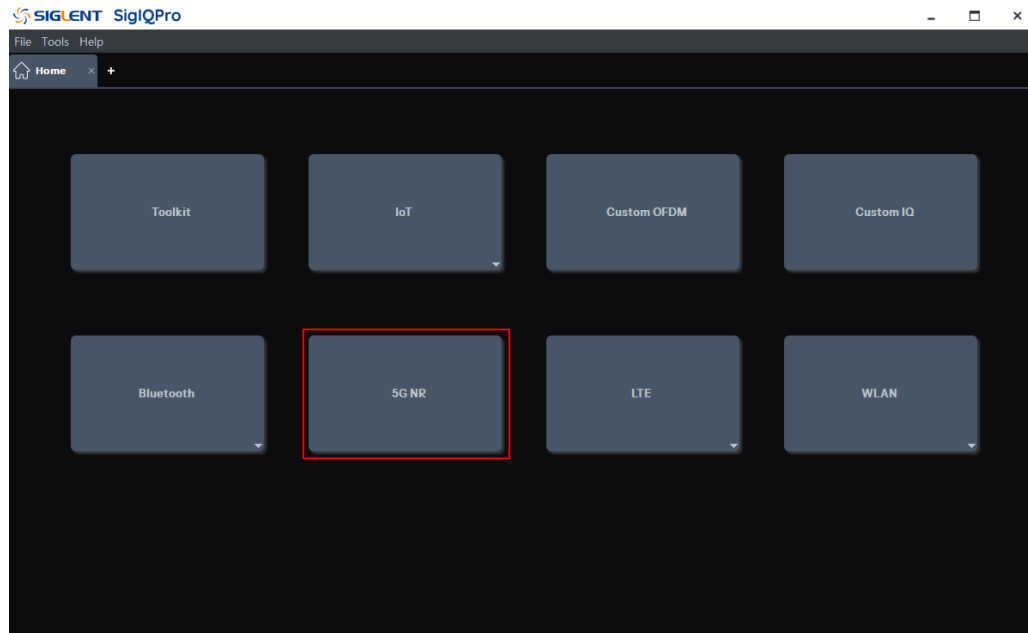 SIGLENT SigIQPro
File Tools Help
Home × +
Toolkit IoT Custom OFDM Custom IQ
Bluetooth 5G NR LTE WLAN